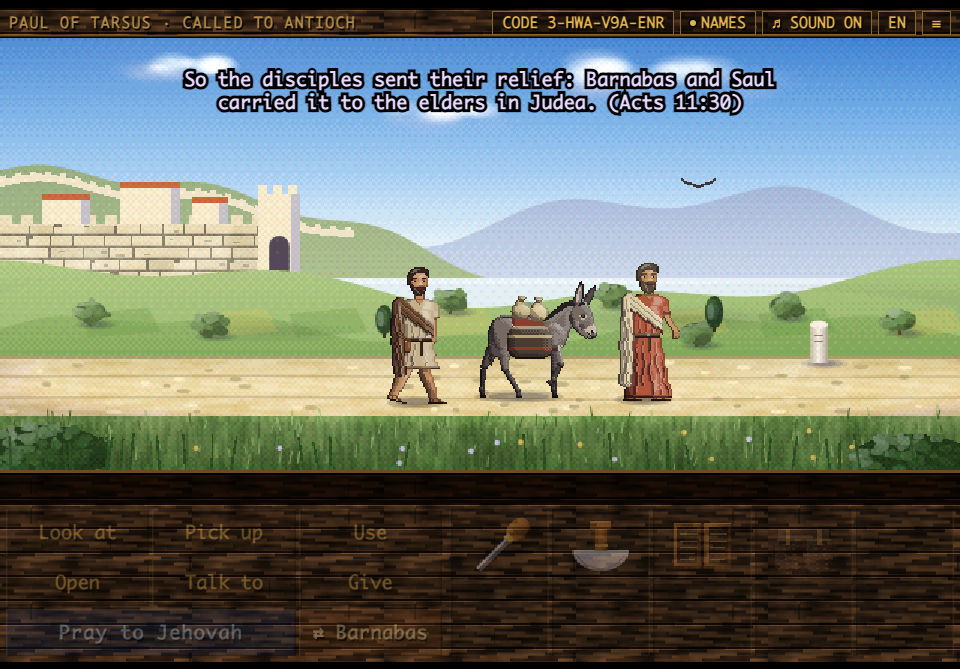 PAUL OF TARSUS · CALLED TO ANTIOCH
CODE 3-HWA-V9A-ENR
• NAMES
♬ SOUND ON
EN
≡
So the disciples sent their relief: Barnabas and Saul
carried it to the elders in Judea. (Acts 11:30)
Look at
Pick up
Use
Open
Talk to
Give
Pray to Jehovah
⇄ Barnabas